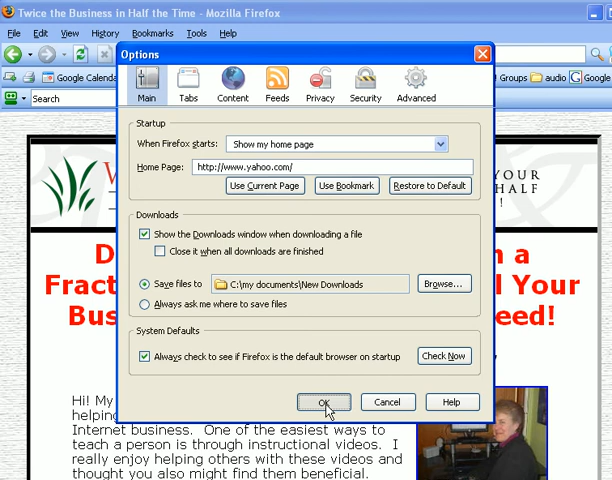 Twice the Business in Half the Time - Mozilla Firefox
File Edit View History Bookmarks Tools Help
Options
Main Tabs Content Feeds Privacy Security Advanced
Google Calenda
Groups audio Google
Search
Startup
When Firefox starts: Show my home page
Home Page: http://www.yahoo.com/
Use Current Page Use Bookmark Restore to Default
YOUR
HALF
!
Downloads
Show the Downloads window when downloading a file
Close it when all downloads are finished
Save files to C:\my documents\New Downloads Browse...
Always ask me where to save files
n a
Fract l Your
Bus eed!
System Defaults
Always check to see if Firefox is the default browser on startup Check Now
OK Cancel Help
Hi! My
helping
Internet business. One of the easiest ways to
teach a person is through instructional videos. I
really enjoy helping others with these videos and
thought you also might find them beneficial.